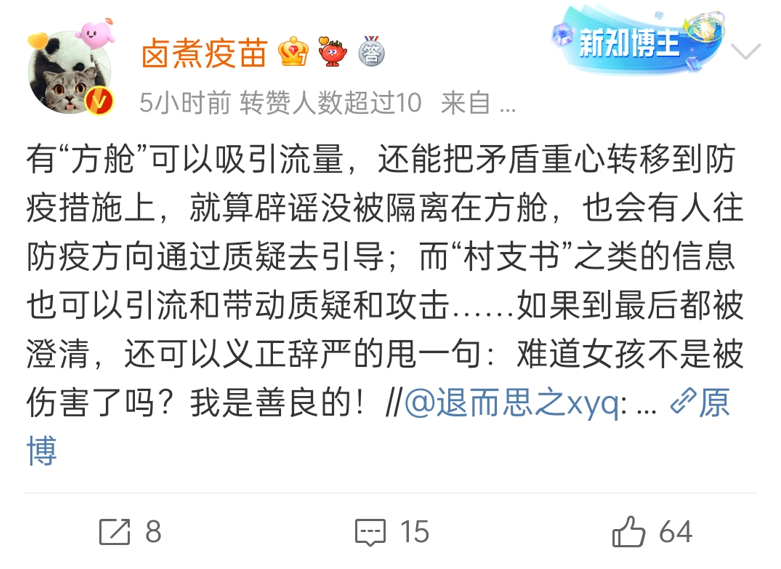 卤煮疫苗
答
新知博主
5小时前 转赞人数超过10 来自 ...
有“方舱”可以吸引流量，还能把矛盾重心转移到防
疫措施上，就算辟谣没被隔离在方舱，也会有人往
防疫方向通过质疑去引导；而“村支书”之类的信息
也可以引流和带动质疑和攻击……如果到最后都被
澄清，还可以义正辞严的甩一句：难道女孩不是被
伤害了吗？我是善良的！//@退而思之xyq: ... 原
博
8 15 64